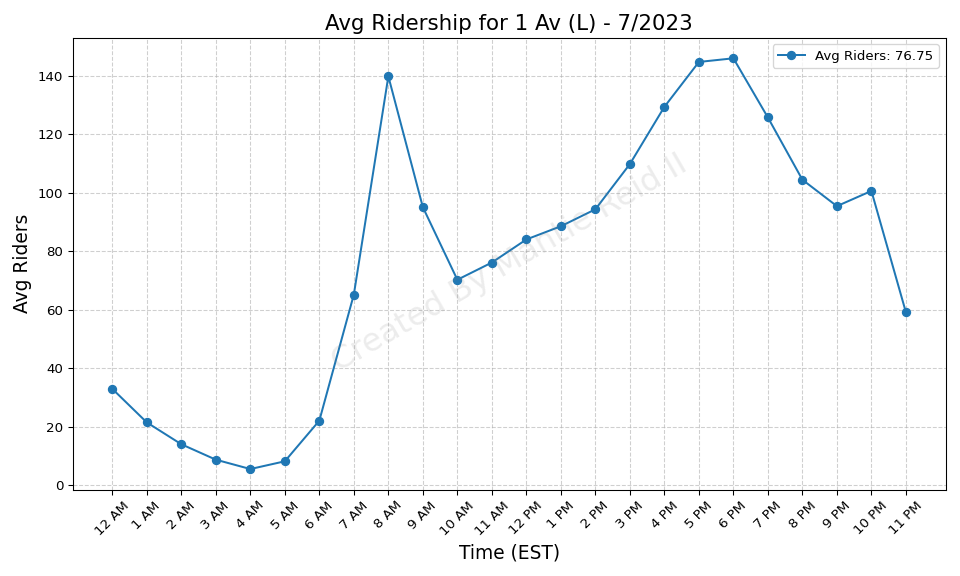 Avg Ridership for 1 Av (L) - 7/2023
Avg Riders: 76.75
Avg Riders
140
120
100
80
60
40
20
0
Created By Mantie Reid II
12 AM
1 AM
2 AM
3 AM
4 AM
5 AM
6 AM
7 AM
8 AM
9 AM
10 AM
11 AM
12 PM
1 PM
2 PM
3 PM
4 PM
5 PM
6 PM
7 PM
8 PM
9 PM
10 PM
11 PM
Time (EST)